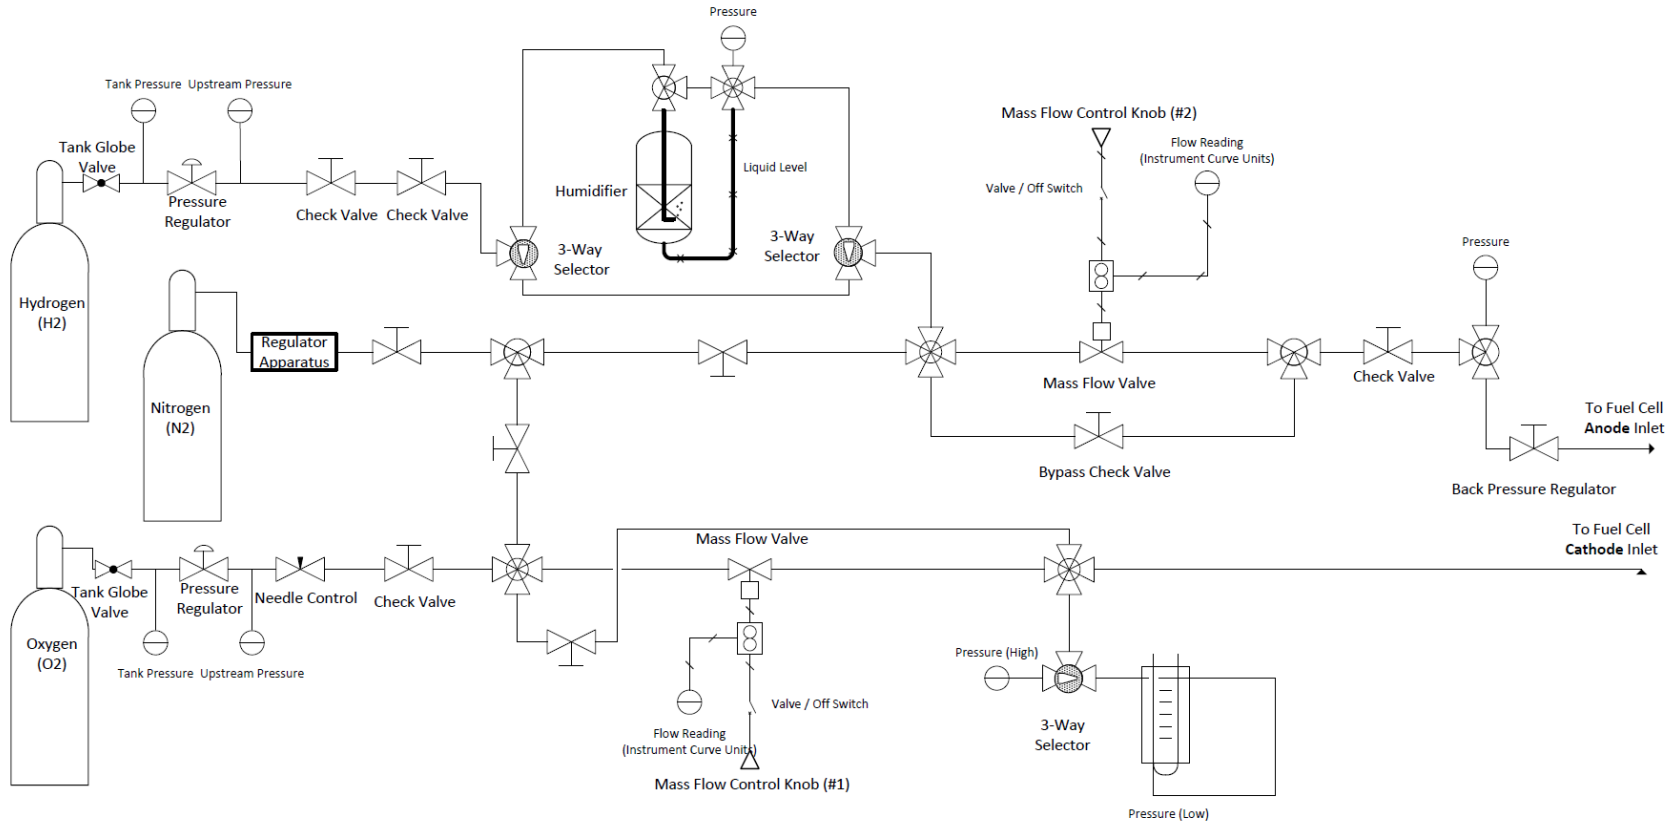 Pressure
Tank Pressure
Upstream Pressure
Tank Globe
Valve
Pressure
Regulator
Check Valve
Check Valve
Humidifier
Liquid Level
3-Way
Selector
3-Way
Selector
Mass Flow Control Knob (#2)
Flow Reading
(Instrument Curve Units)
Valve / Off Switch
Pressure
Hydrogen
(H2)
Regulator
Apparatus
Nitrogen
(N2)
Mass Flow Valve
Check Valve
Bypass Check Valve
To Fuel Cell
Anode Inlet
Back Pressure Regulator
To Fuel Cell
Cathode Inlet
Mass Flow Valve
Tank Globe
Valve
Pressure
Regulator
Needle Control
Check Valve
Oxygen
(O2)
Tank Pressure
Upstream Pressure
Pressure (High)
3-Way
Selector
Valve / Off Switch
Flow Reading
(Instrument Curve Units)
Mass Flow Control Knob (#1)
Pressure (Low)